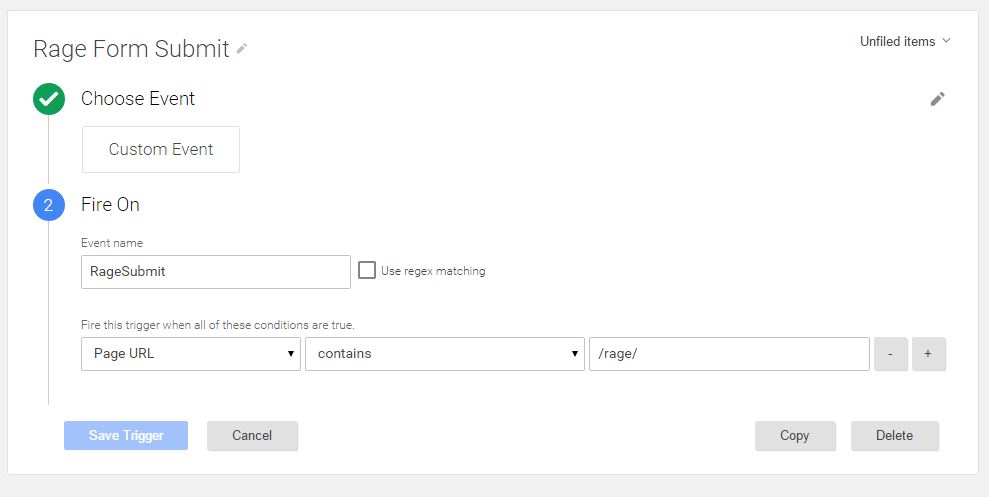 Rage Form Submit
Unfiled items
Choose Event
Custom Event
2 Fire On
Event name
RageSubmit Use regex matching
Fire this trigger when all of these conditions are true.
Page URL contains /rage/ - +
Save Trigger Cancel Copy Delete